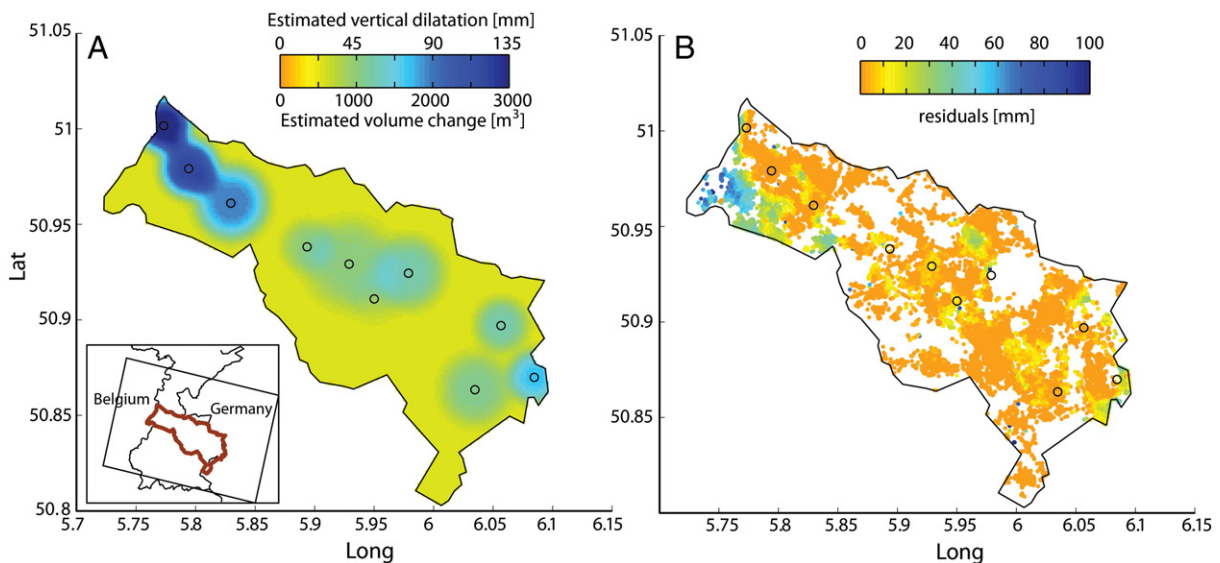 A
Estimated vertical dilatation [mm]
0 45 90 135
0 1000 2000 3000
Estimated volume change [m³]
51.05
51
50.95
50.9
50.85
50.8
Lat
Belgium
Germany
5.7 5.75 5.8 5.85 5.9 5.95 6 6.05 6.1 6.15
Long
B
0 20 40 60 80 100
residuals [mm]
51.05
51
50.95
50.9
50.85
5.75 5.8 5.85 5.9 5.95 6 6.05 6.1 6.15
Long